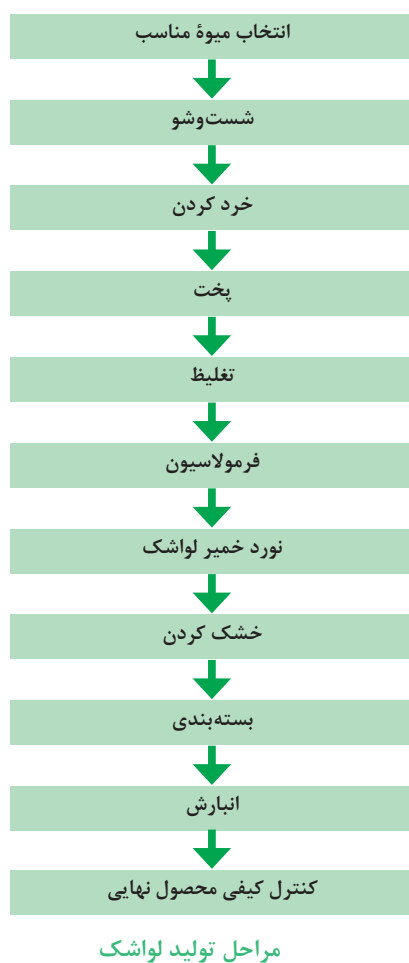 انتخاب میوۀ مناسب
شست‌وشو
خرد کردن
پخت
تغلیظ
فرمولاسیون
نورد خمیر لواشک
خشک کردن
بسته‌بندی
انبارش
کنترل کیفی محصول نهایی
مراحل تولید لواشک